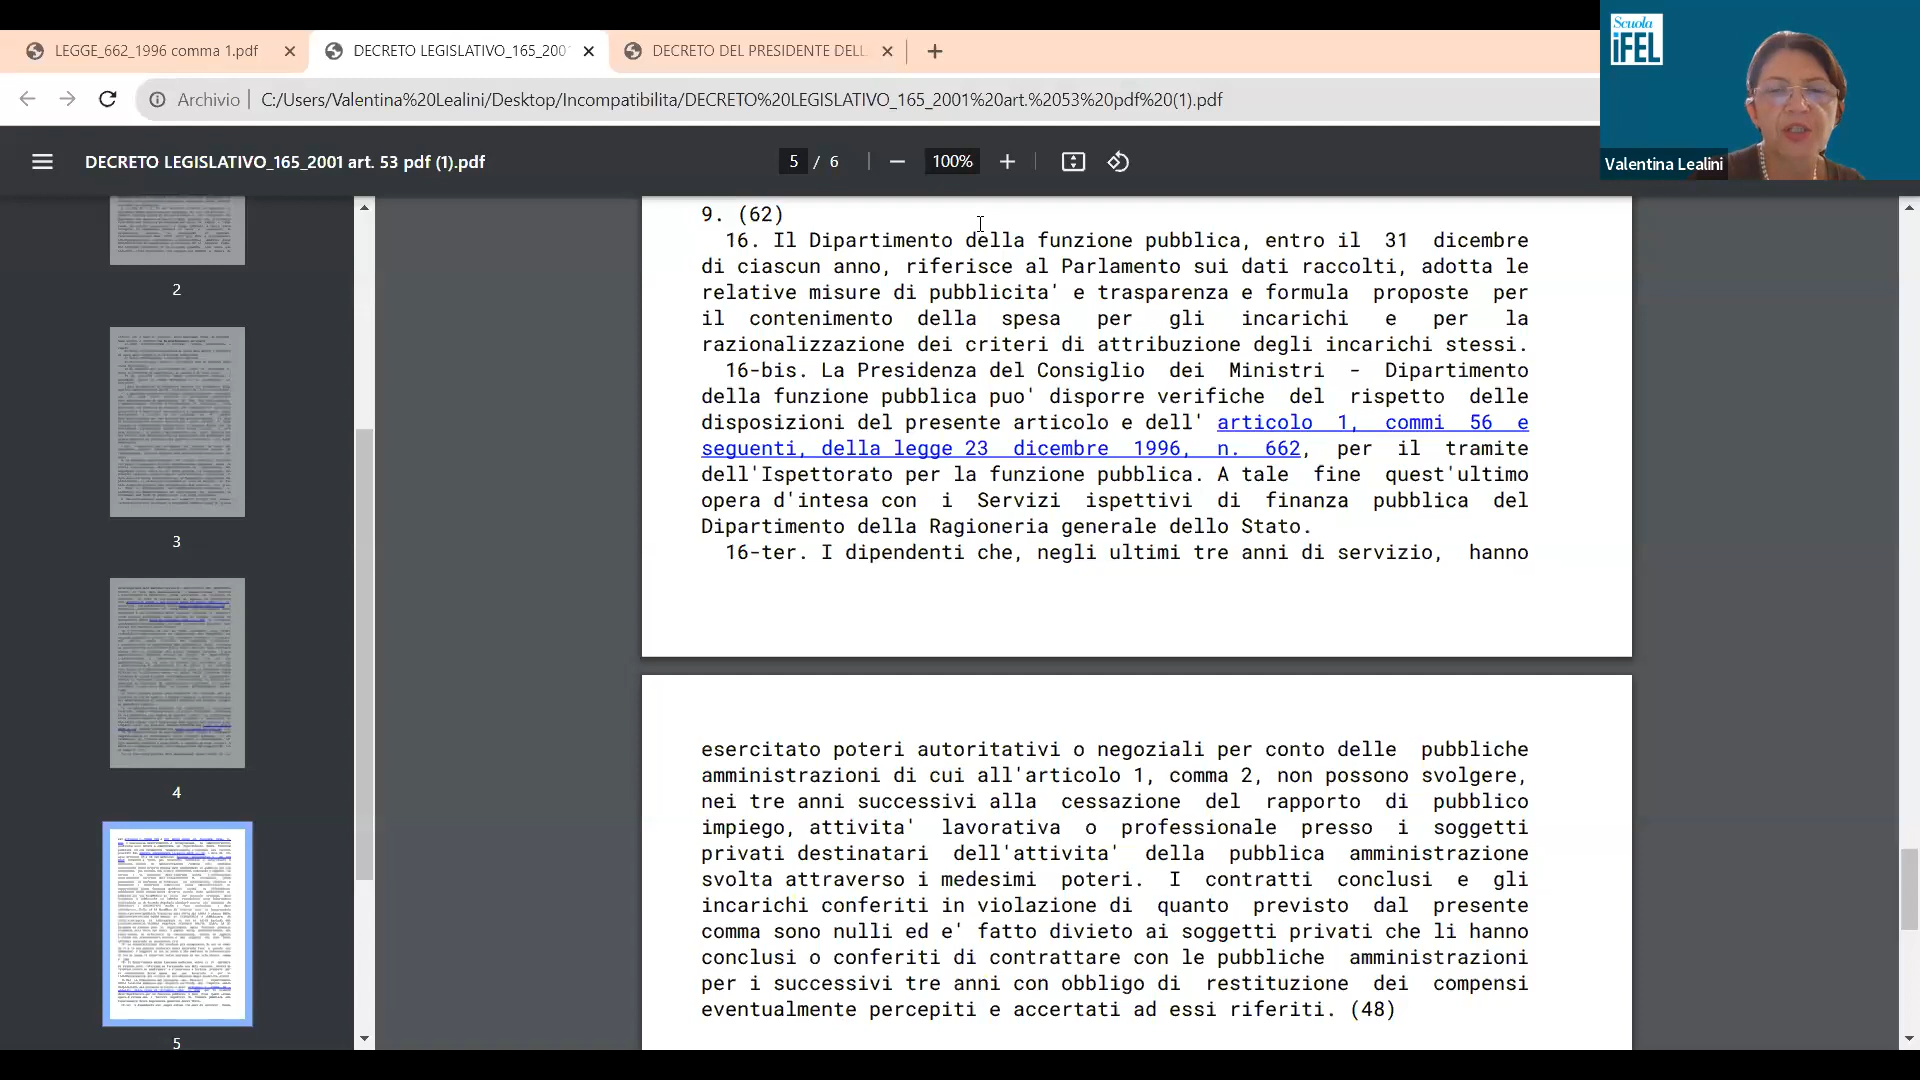 LEGGE_662_1996 comma 1.pdf
DECRETO LEGISLATIVO_165_200
DECRETO DEL PRESIDENTE DELL
Archivio
C:/Users/Valentina%20Lealini/Desktop/Incompatibilita/DECRETO%20LEGISLATIVO_165_2001%20art.%2053%20pdf%20(1).pdf
Scuola
iFEL
Valentina Lealini
DECRETO LEGISLATIVO_165_2001 art. 53 pdf (1).pdf
5 / 6
100%
2
3
4
5
9. (62)
16. Il Dipartimento della funzione pubblica, entro il 31 dicembre
di ciascun anno, riferisce al Parlamento sui dati raccolti, adotta le
relative misure di pubblicita' e trasparenza e formula proposte per
il contenimento della spesa per gli incarichi e per la
razionalizzazione dei criteri di attribuzione degli incarichi stessi.
16-bis. La Presidenza del Consiglio dei Ministri - Dipartimento
della funzione pubblica puo' disporre verifiche del rispetto delle
disposizioni del presente articolo e dell' articolo 1, commi 56 e
seguenti, della legge 23 dicembre 1996, n. 662, per il tramite
dell'Ispettorato per la funzione pubblica. A tale fine quest'ultimo
opera d'intesa con i Servizi ispettivi di finanza pubblica del
Dipartimento della Ragioneria generale dello Stato.
16-ter. I dipendenti che, negli ultimi tre anni di servizio, hanno
esercitato poteri autoritativi o negoziali per conto delle pubbliche
amministrazioni di cui all'articolo 1, comma 2, non possono svolgere,
nei tre anni successivi alla cessazione del rapporto di pubblico
impiego, attivita' lavorativa o professionale presso i soggetti
privati destinatari dell'attivita' della pubblica amministrazione
svolta attraverso i medesimi poteri. I contratti conclusi e gli
incarichi conferiti in violazione di quanto previsto dal presente
comma sono nulli ed e' fatto divieto ai soggetti privati che li hanno
conclusi o conferiti di contrattare con le pubbliche amministrazioni
per i successivi tre anni con obbligo di restituzione dei compensi
eventualmente percepiti e accertati ad essi riferiti. (48)